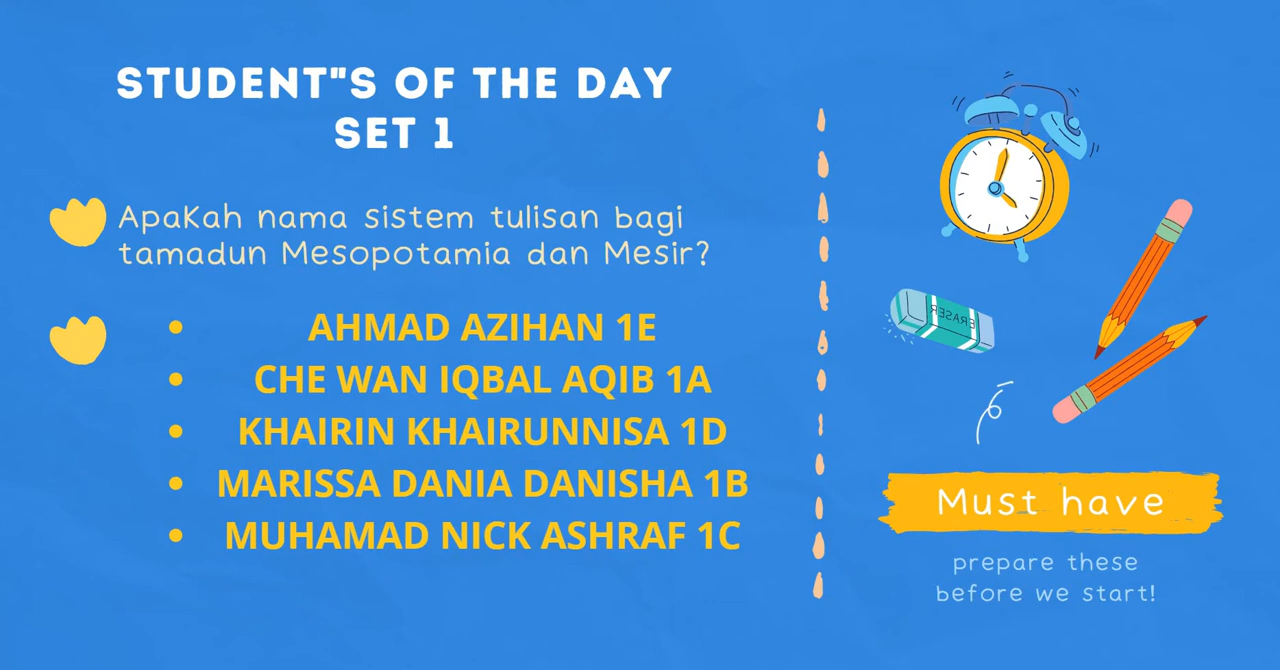 STUDENT"S OF THE DAY
SET 1
ApaKah nama sistem tulisan bagi
tamadun Mesopotamia dan Mesir?
• AHMAD AZIHAN 1E
• CHE WAN IQBAL AQIB 1A
• KHAIRIN KHAIRUNNISA 1D
• MARISSA DANIA DANISHA 1B
• MUHAMAD NICK ASHRAF 1C
ERASER
Must have
prepare these
before we start!